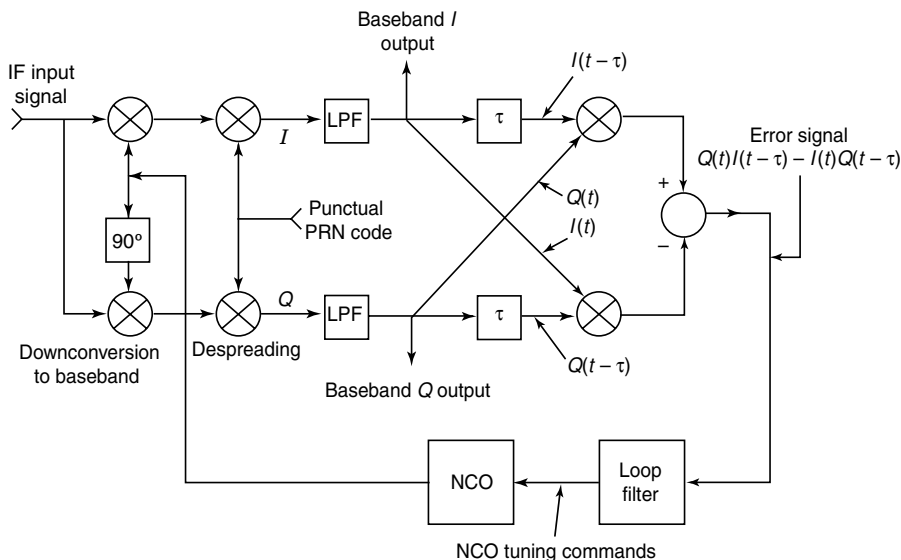 Baseband I
output
I(t – τ)
IF input
signal
LPF
τ
Error signal
Q(t)I(t – τ) – I(t)Q(t – τ)
I
+
Q(t)
Punctual
PRN code
I(t)
90º
–
Q
LPF
τ
Downconversion
to baseband
Despreading
Q(t – τ)
Baseband Q output
NCO
Loop
filter
NCO tuning commands